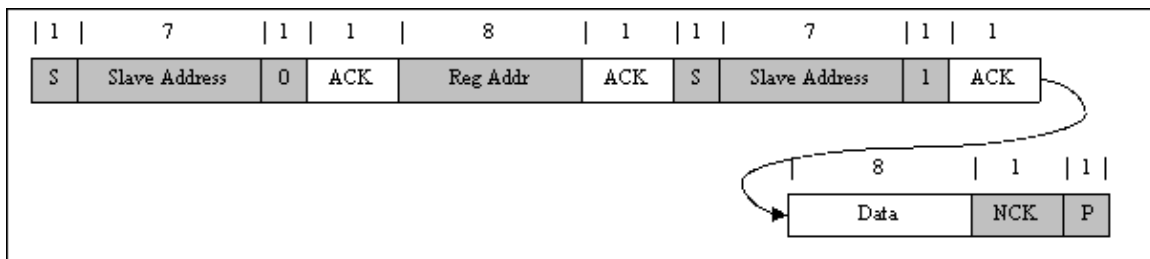 | 1 | 7 | 1 | 1 | 8 | 1 | 1 | 7 | 1 | 1
S Slave Address 0 ACK Reg Addr ACK S Slave Address 1 ACK
| 8 | 1 | 1 |
Data NCK P